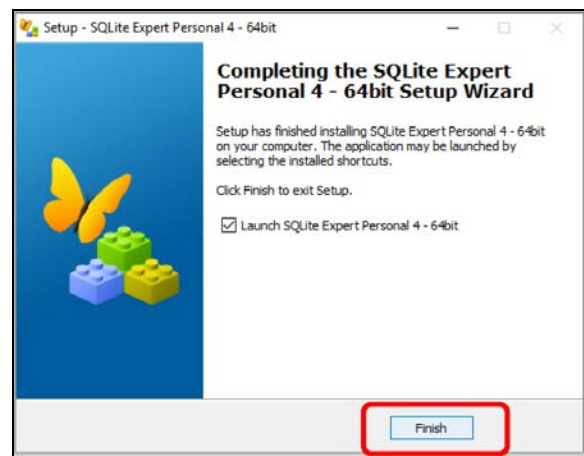 Setup - SQLite Expert Personal 4 - 64bit
Completing the SQLite Expert
Personal 4 - 64bit Setup Wizard
Setup has finished installing SQLite Expert Personal 4 - 64bit
on your computer. The application may be launched by
selecting the installed shortcuts.
Click Finish to exit Setup.
Launch SQLite Expert Personal 4 - 64bit
Finish